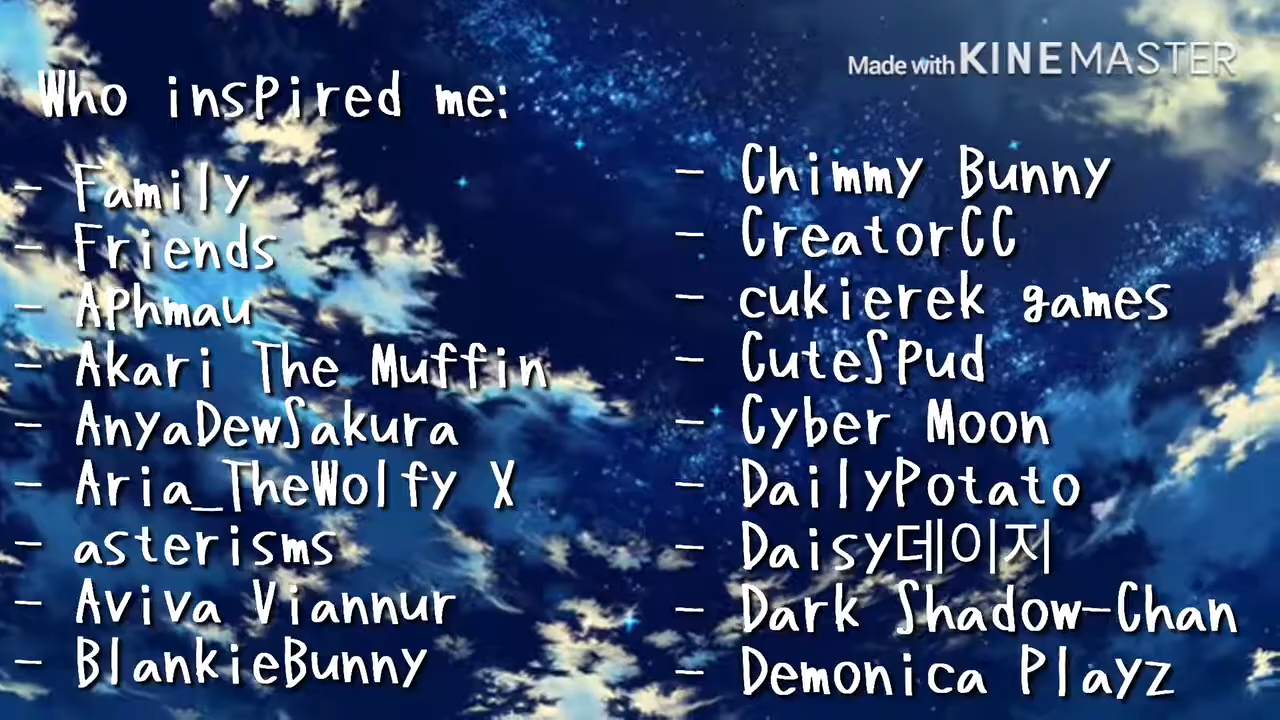 Made with KINEMASTER
Who inspired me:
- Family
- Friends
- Aphmau
- Akari The Muffin
- AnyaDewSakura
- Aria_TheWolfy X
- asterisms
- Aviva Viannur
- BlankieBunny
- Chimmy Bunny
- CreatorCC
- cukierek games
- CuteSpud
- Cyber Moon
- DailyPotato
- Daisy데이지
- Dark Shadow-Chan
- Demonica Playz